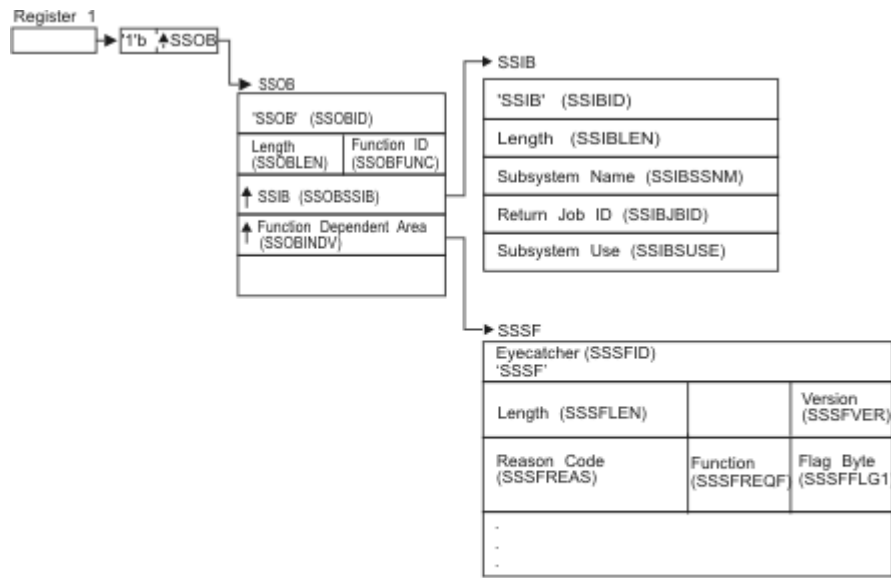 Register 1
'1'b SSOB
SSOB
'SSOB' (SSOBID)
Length
(SSOBLEN)
Function ID
(SSOBFUNC)
SSIB (SSOBSSIB)
Function Dependent Area
(SSOBINDV)
SSIB
'SSIB' (SSIBID)
Length (SSIBLEN)
Subsystem Name (SSIBSSNM)
Return Job ID (SSIBJBID)
Subsystem Use (SSIBSUSE)
SSSF
Eyecatcher (SSSFID)
'SSSF'
Length (SSSFLEN)
Version
(SSSFVER)
Reason Code
(SSSFREAS)
Function
(SSSFREQF)
Flag Byte
(SSSFFLG1
.
.
.